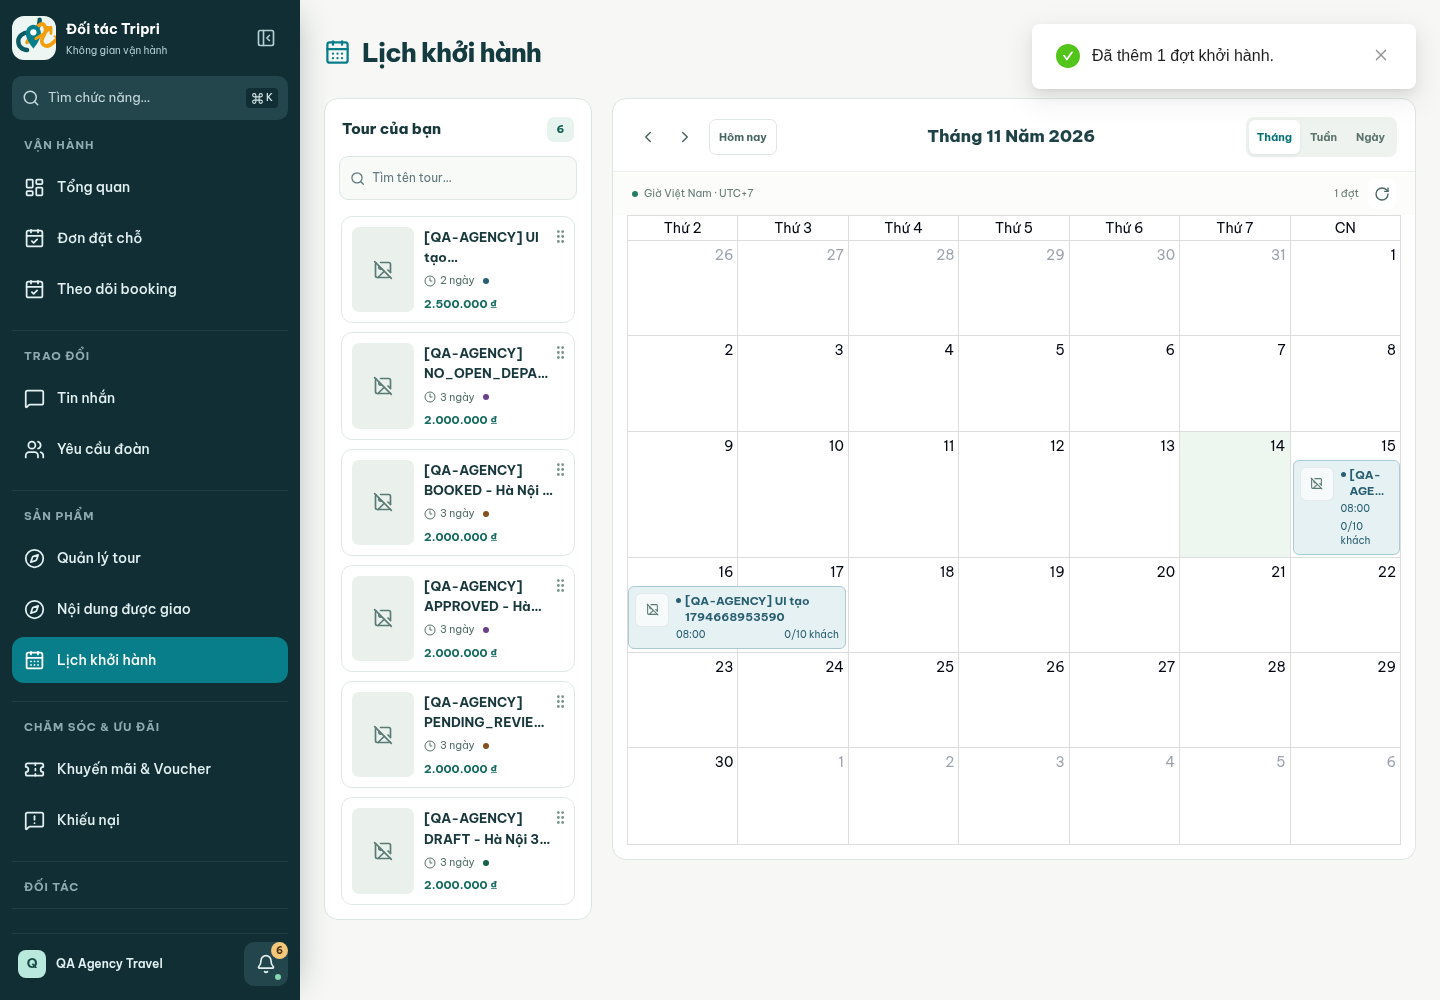 Đối tác Tripri
Không gian vận hành
Tìm chức năng...
⌘ K
VẬN HÀNH
Tổng quan
Đơn đặt chỗ
Theo dõi booking
TRAO ĐỔI
Tin nhắn
Yêu cầu đoàn
SẢN PHẨM
Quản lý tour
Nội dung được giao
Lịch khởi hành
CHĂM SÓC & ƯU ĐÃI
Khuyến mãi & Voucher
Khiếu nại
ĐỐI TÁC
Q
QA Agency Travel
6
Lịch khởi hành
Đã thêm 1 đợt khởi hành.
Tour của bạn
6
Tìm tên tour...
[QA-AGENCY] UI
tạo...
2 ngày
2.500.000 ₫
[QA-AGENCY]
NO_OPEN_DEPA...
3 ngày
2.000.000 ₫
[QA-AGENCY]
BOOKED - Hà Nội ...
3 ngày
2.000.000 ₫
[QA-AGENCY]
APPROVED - Hà...
3 ngày
2.000.000 ₫
[QA-AGENCY]
PENDING_REVIE...
3 ngày
2.000.000 ₫
[QA-AGENCY]
DRAFT - Hà Nội 3...
3 ngày
2.000.000 ₫
Hôm nay
Tháng 11 Năm 2026
Tháng Tuần Ngày
Giờ Việt Nam · UTC+7
1 đợt
Thứ 2 Thứ 3 Thứ 4 Thứ 5 Thứ 6 Thứ 7 CN
26 27 28 29 30 31 1
2 3 4 5 6 7 8
9 10 11 12 13 14 15
[QA-
AGE...
08:00
0/10
khách
16 17 18 19 20 21 22
[QA-AGENCY] UI tạo
1794668953590
08:00 0/10 khách
23 24 25 26 27 28 29
30 1 2 3 4 5 6